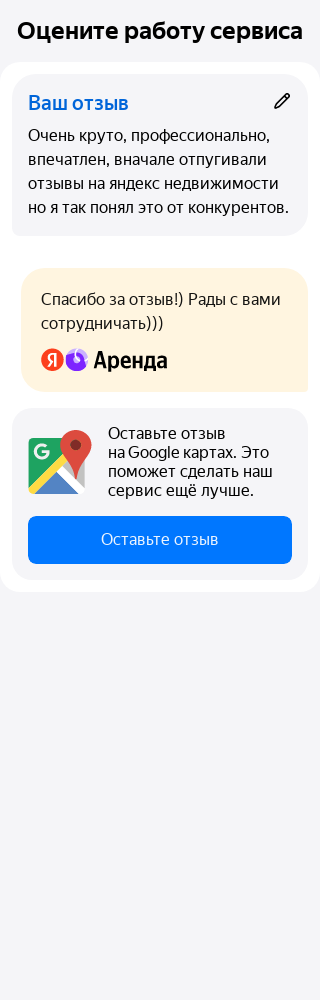 Оцените работу сервиса
Ваш отзыв
Очень круто, профессионально,
впечатлен, вначале отпугивали
отзывы на яндекс недвижимости
но я так понял это от конкурентов.
Спасибо за отзыв!) Рады с вами
сотрудничать)))
Я Аренда
G
Оставьте отзыв
на Google картах. Это
поможет сделать наш
сервис ещё лучше.
Оставьте отзыв